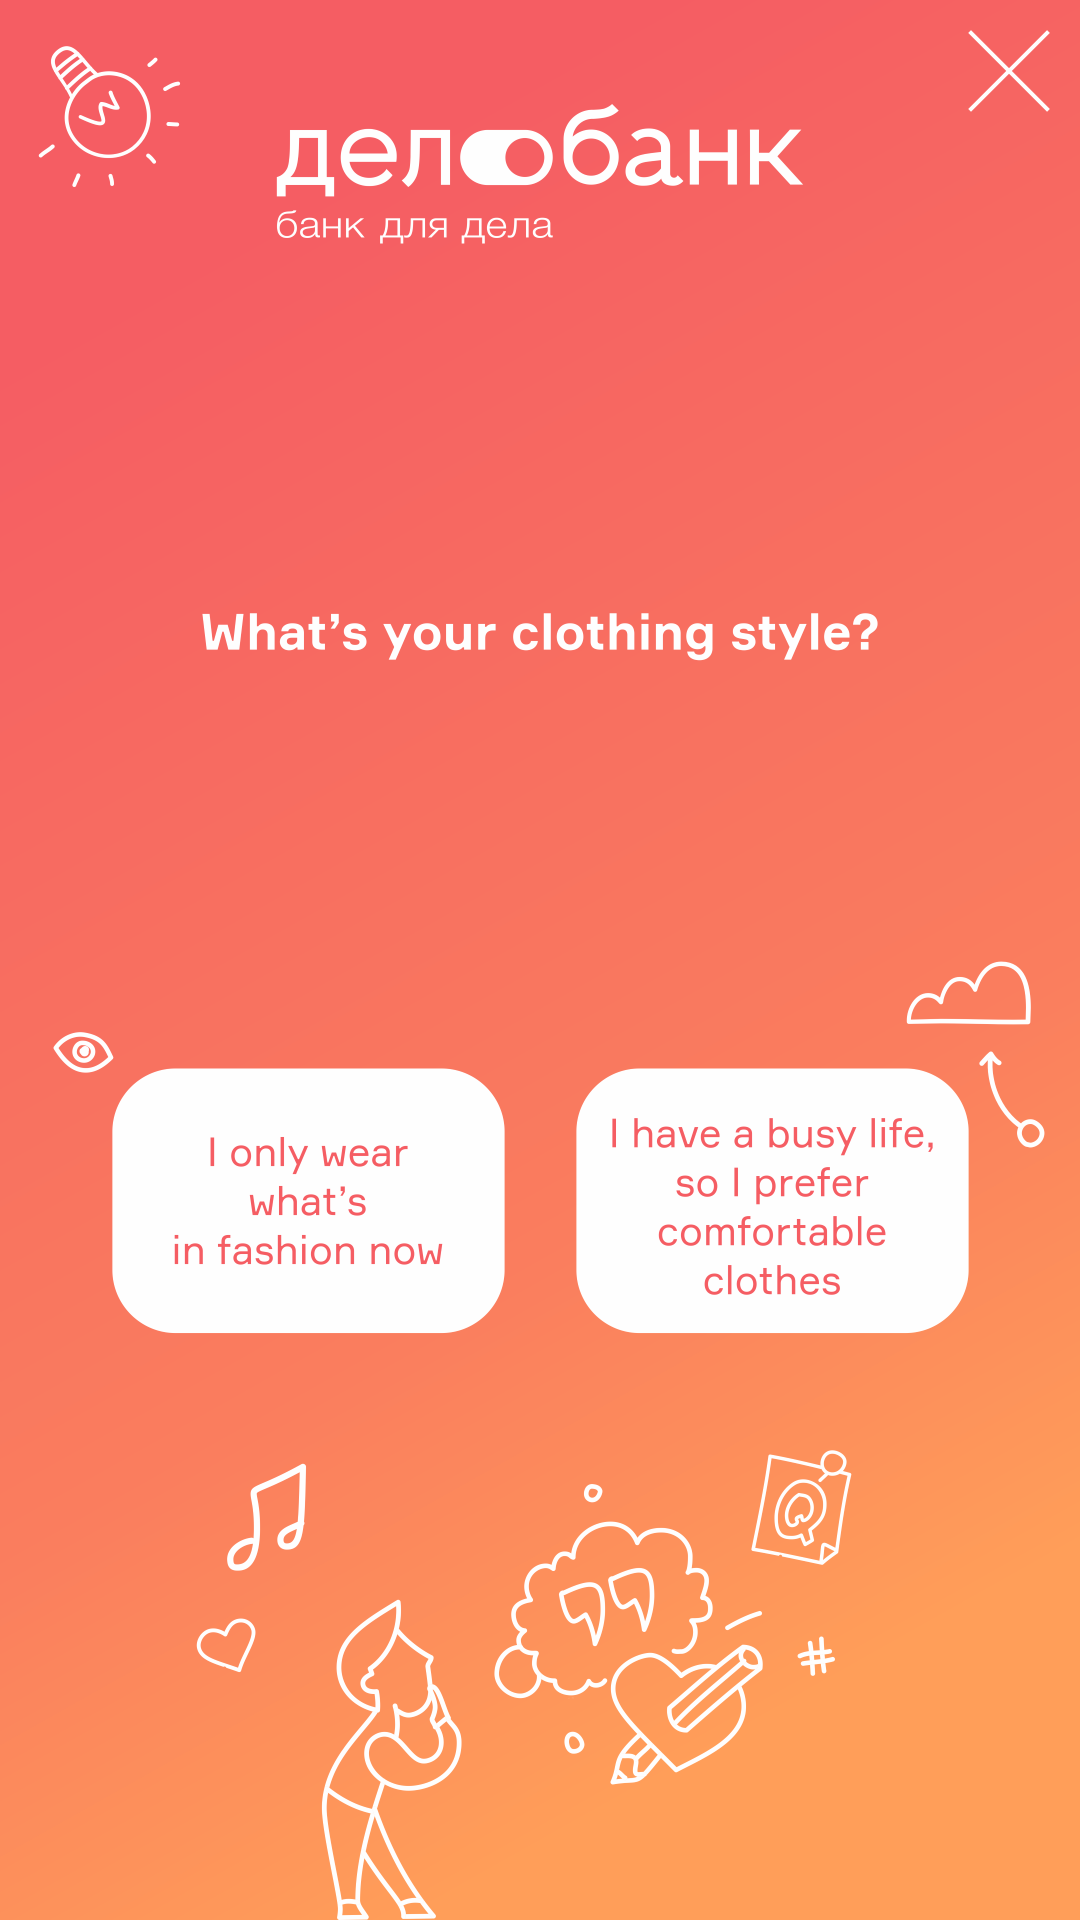 делобанк
банк для дела
What’s your clothing style?
I only wear
what’s
in fashion now
I have a busy life,
so I prefer
comfortable
clothes
Q
#